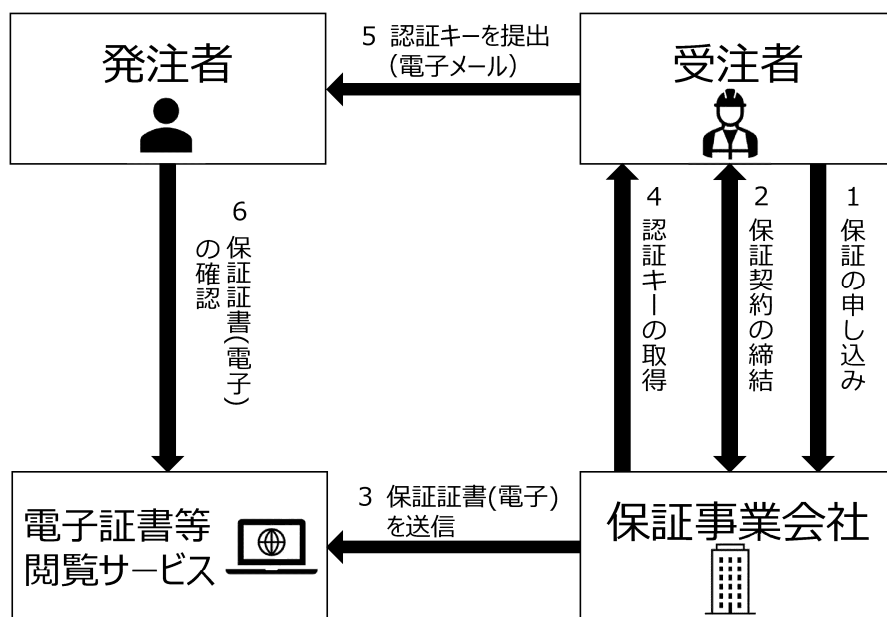 発注者
5 認証キーを提出
(電子メール)
受注者
6 保証証書(電子)
の確認
4 認証キーの取得
2 保証契約の締結
1 保証の申し込み
3 保証証書(電子)
を送信
電子証書等
閲覧サービス
保証事業会社